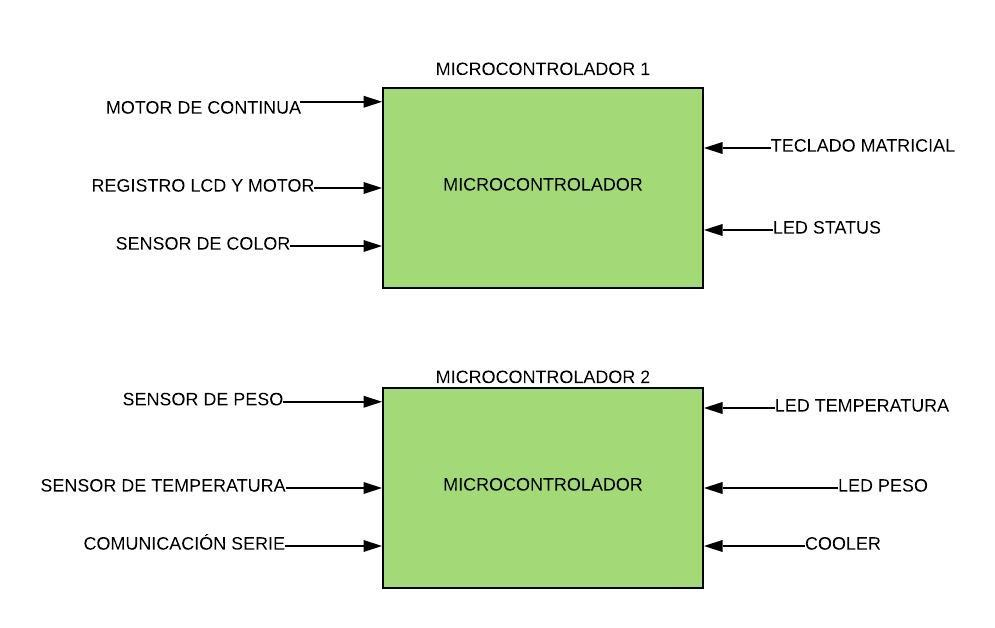 MICROCONTROLADOR 1
MOTOR DE CONTINUA
TECLADO MATRICIAL
REGISTRO LCD Y MOTOR
MICROCONTROLADOR
LED STATUS
SENSOR DE COLOR
MICROCONTROLADOR 2
SENSOR DE PESO
LED TEMPERATURA
SENSOR DE TEMPERATURA
MICROCONTROLADOR
LED PESO
COMUNICACIÓN SERIE
COOLER